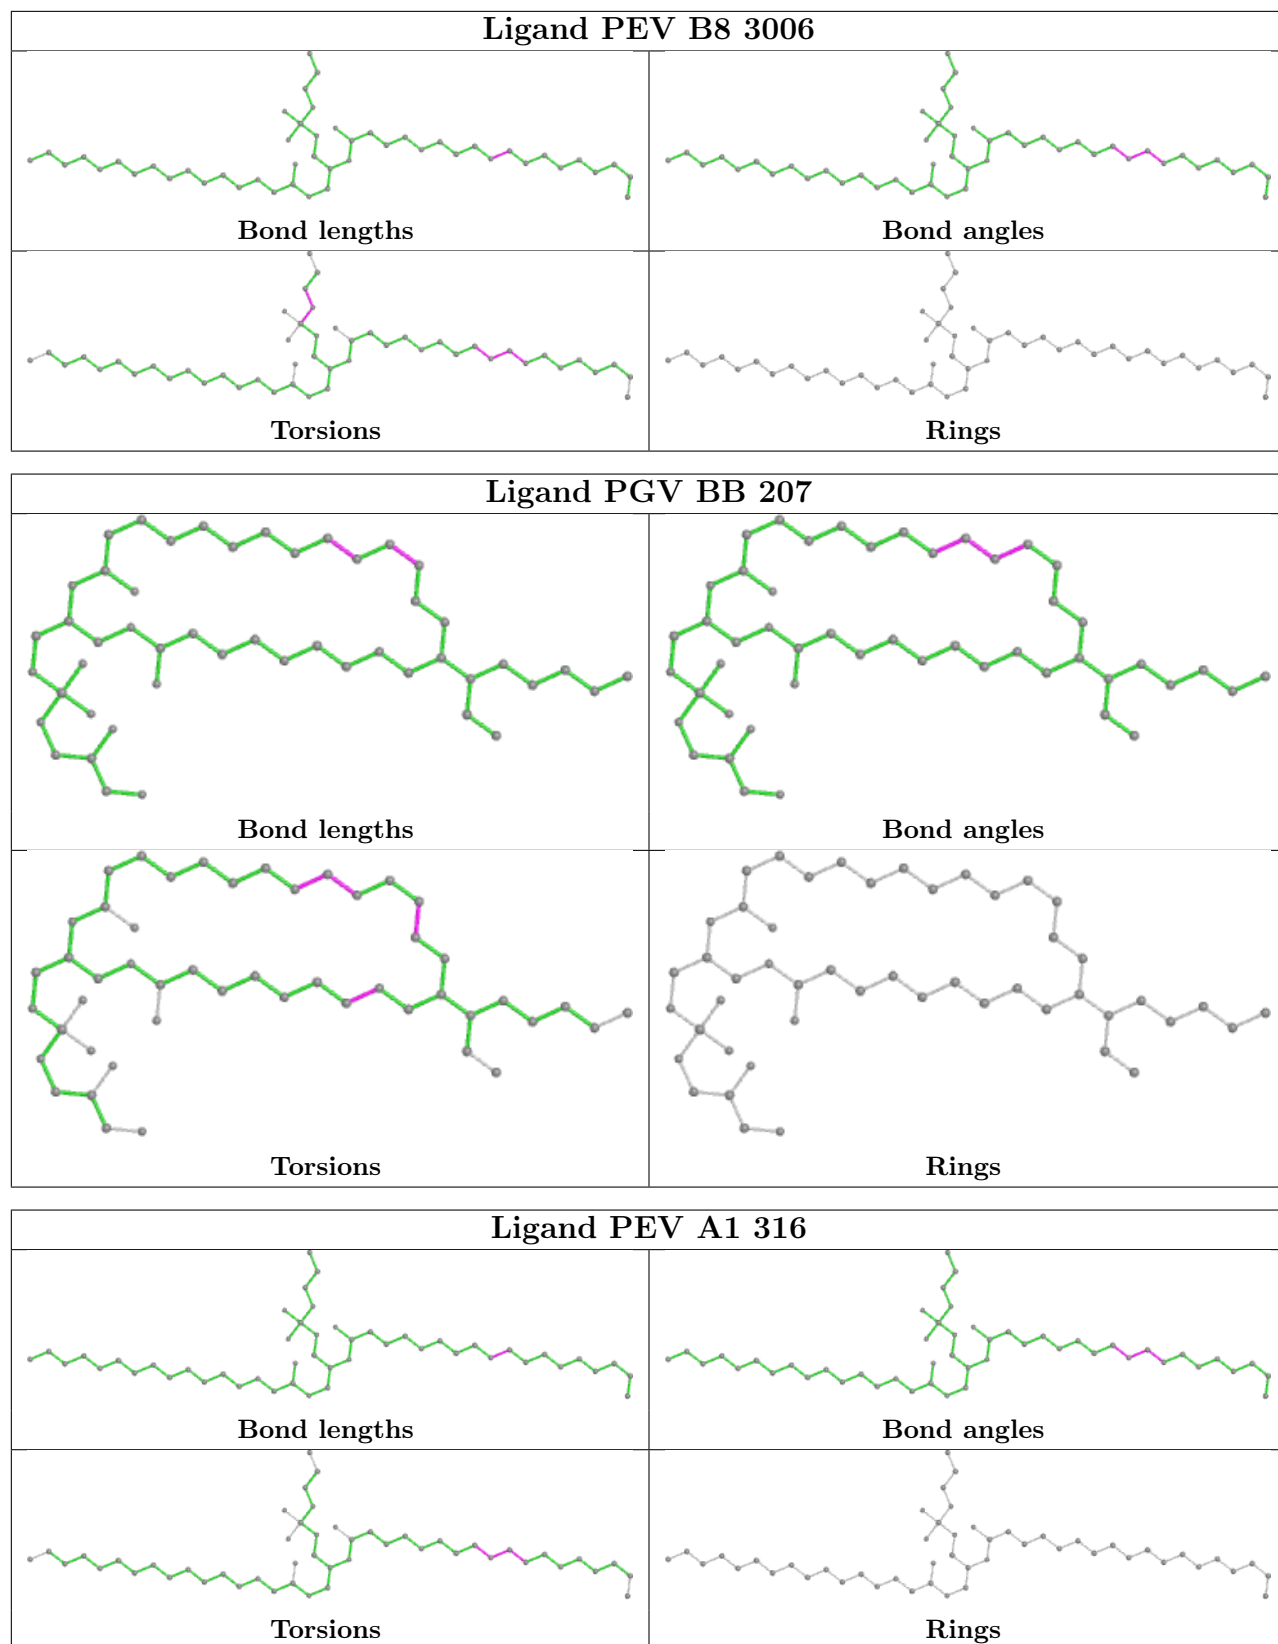 Ligand PEV B8 3006
Bond lengths
Bond angles
Torsions
Rings
Ligand PGV BB 207
Bond lengths
Bond angles
Torsions
Rings
Ligand PEV A1 316
Bond lengths
Bond angles
Torsions
Rings